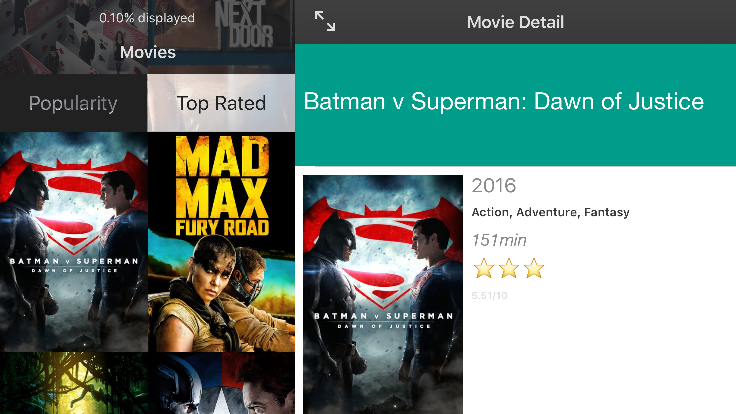 0.10% displayed
NEXT
DOOR
Movies
Popularity
Top Rated
BATMAN V SUPERMAN
DAWN OF JUSTICE
MAD
MAX
FURY ROAD
Movie Detail
Batman v Superman: Dawn of Justice
BATMAN V SUPERMAN
DAWN OF JUSTICE
2016
Action, Adventure, Fantasy
151min
5.51/10